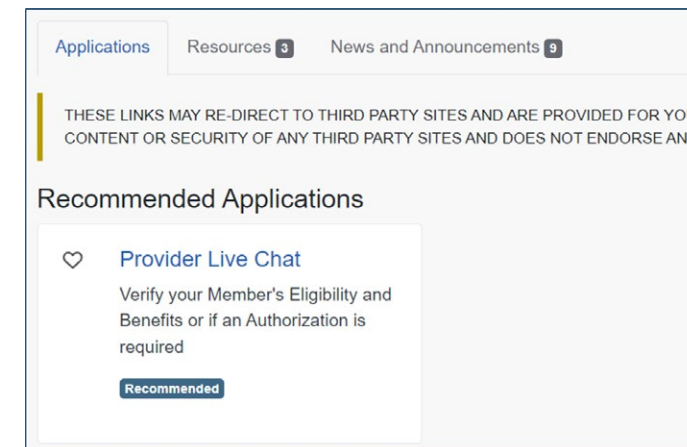 Applications Resources 3 News and Announcements 9
THESE LINKS MAY RE-DIRECT TO THIRD PARTY SITES AND ARE PROVIDED FOR
CONTENT OR SECURITY OF ANY THIRD PARTY SITES AND DOES NOT ENDORSE
Recommended Applications
Provider Live Chat
Verify your Member's Eligibility and
Benefits or if an Authorization is
required
Recommended